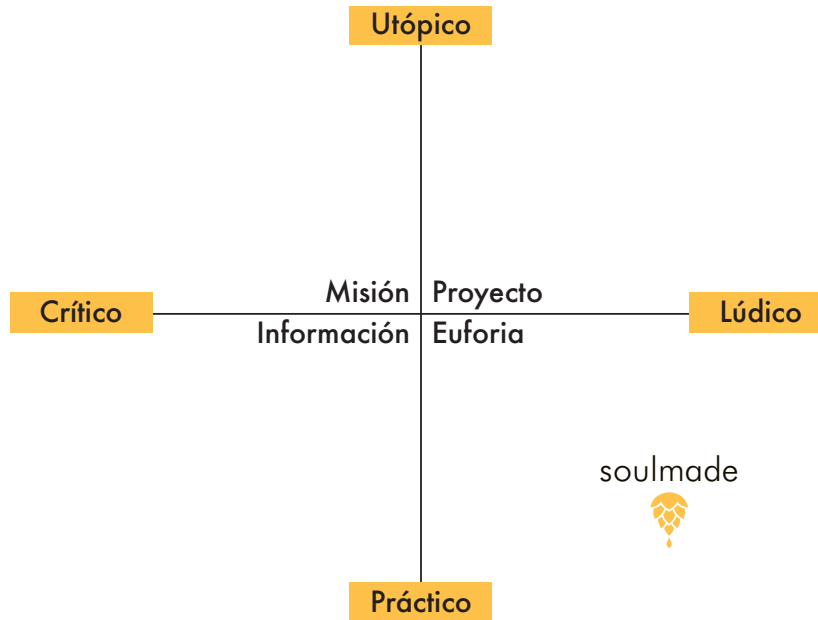 Utópico
Misión Proyecto
Crítico Lúdico
Información Euforia
soulmade
Práctico